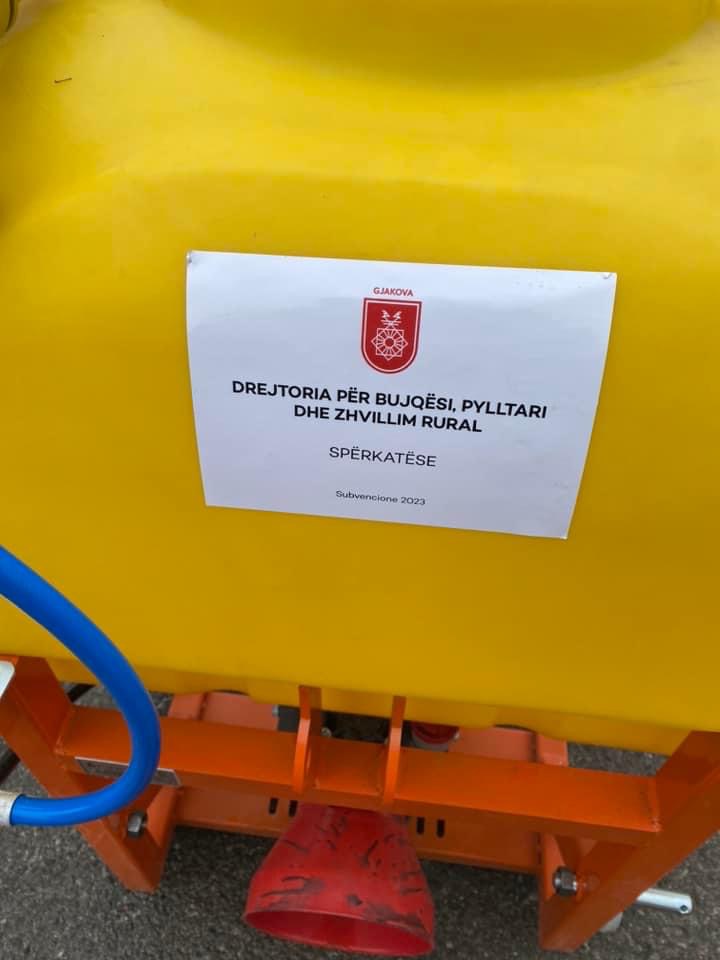 GJAKOVA
DREJTORIA PËR BUJQËSI, PYLLTARI
DHE ZHVILLIM RURAL
SPËRKATËSE
Subvencione 2023